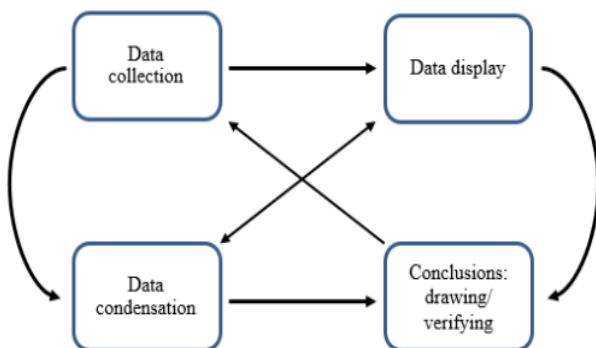 Data
collection
Data display
Data
condensation
Conclusions:
drawing/
verifying